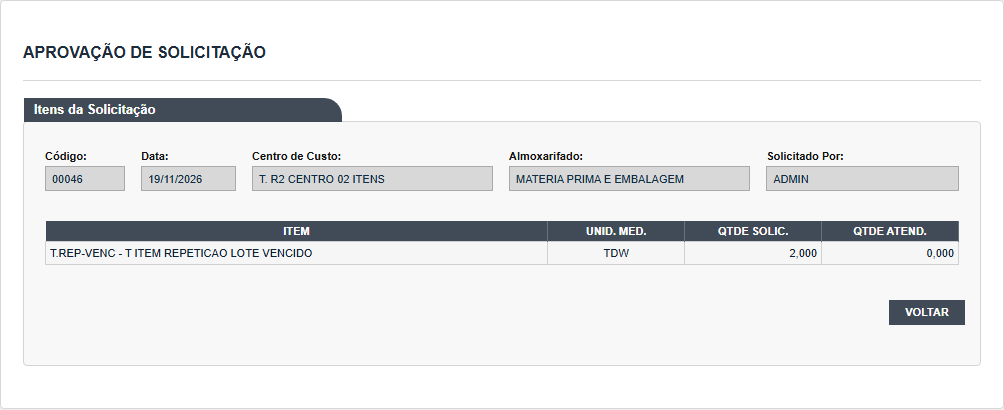 APROVAÇÃO DE SOLICITAÇÃO
Itens da Solicitação
Código: Data: Centro de Custo: Almoxarifado: Solicitado Por:
00046 19/11/2026 T. R2 CENTRO 02 ITENS MATERIA PRIMA E EMBALAGEM ADMIN
ITEM UNID. MED. QTDE SOLIC. QTDE ATEND.
T.REP-VENC - T ITEM REPETICAO LOTE VENCIDO TDW 2,000 0,000
VOLTAR